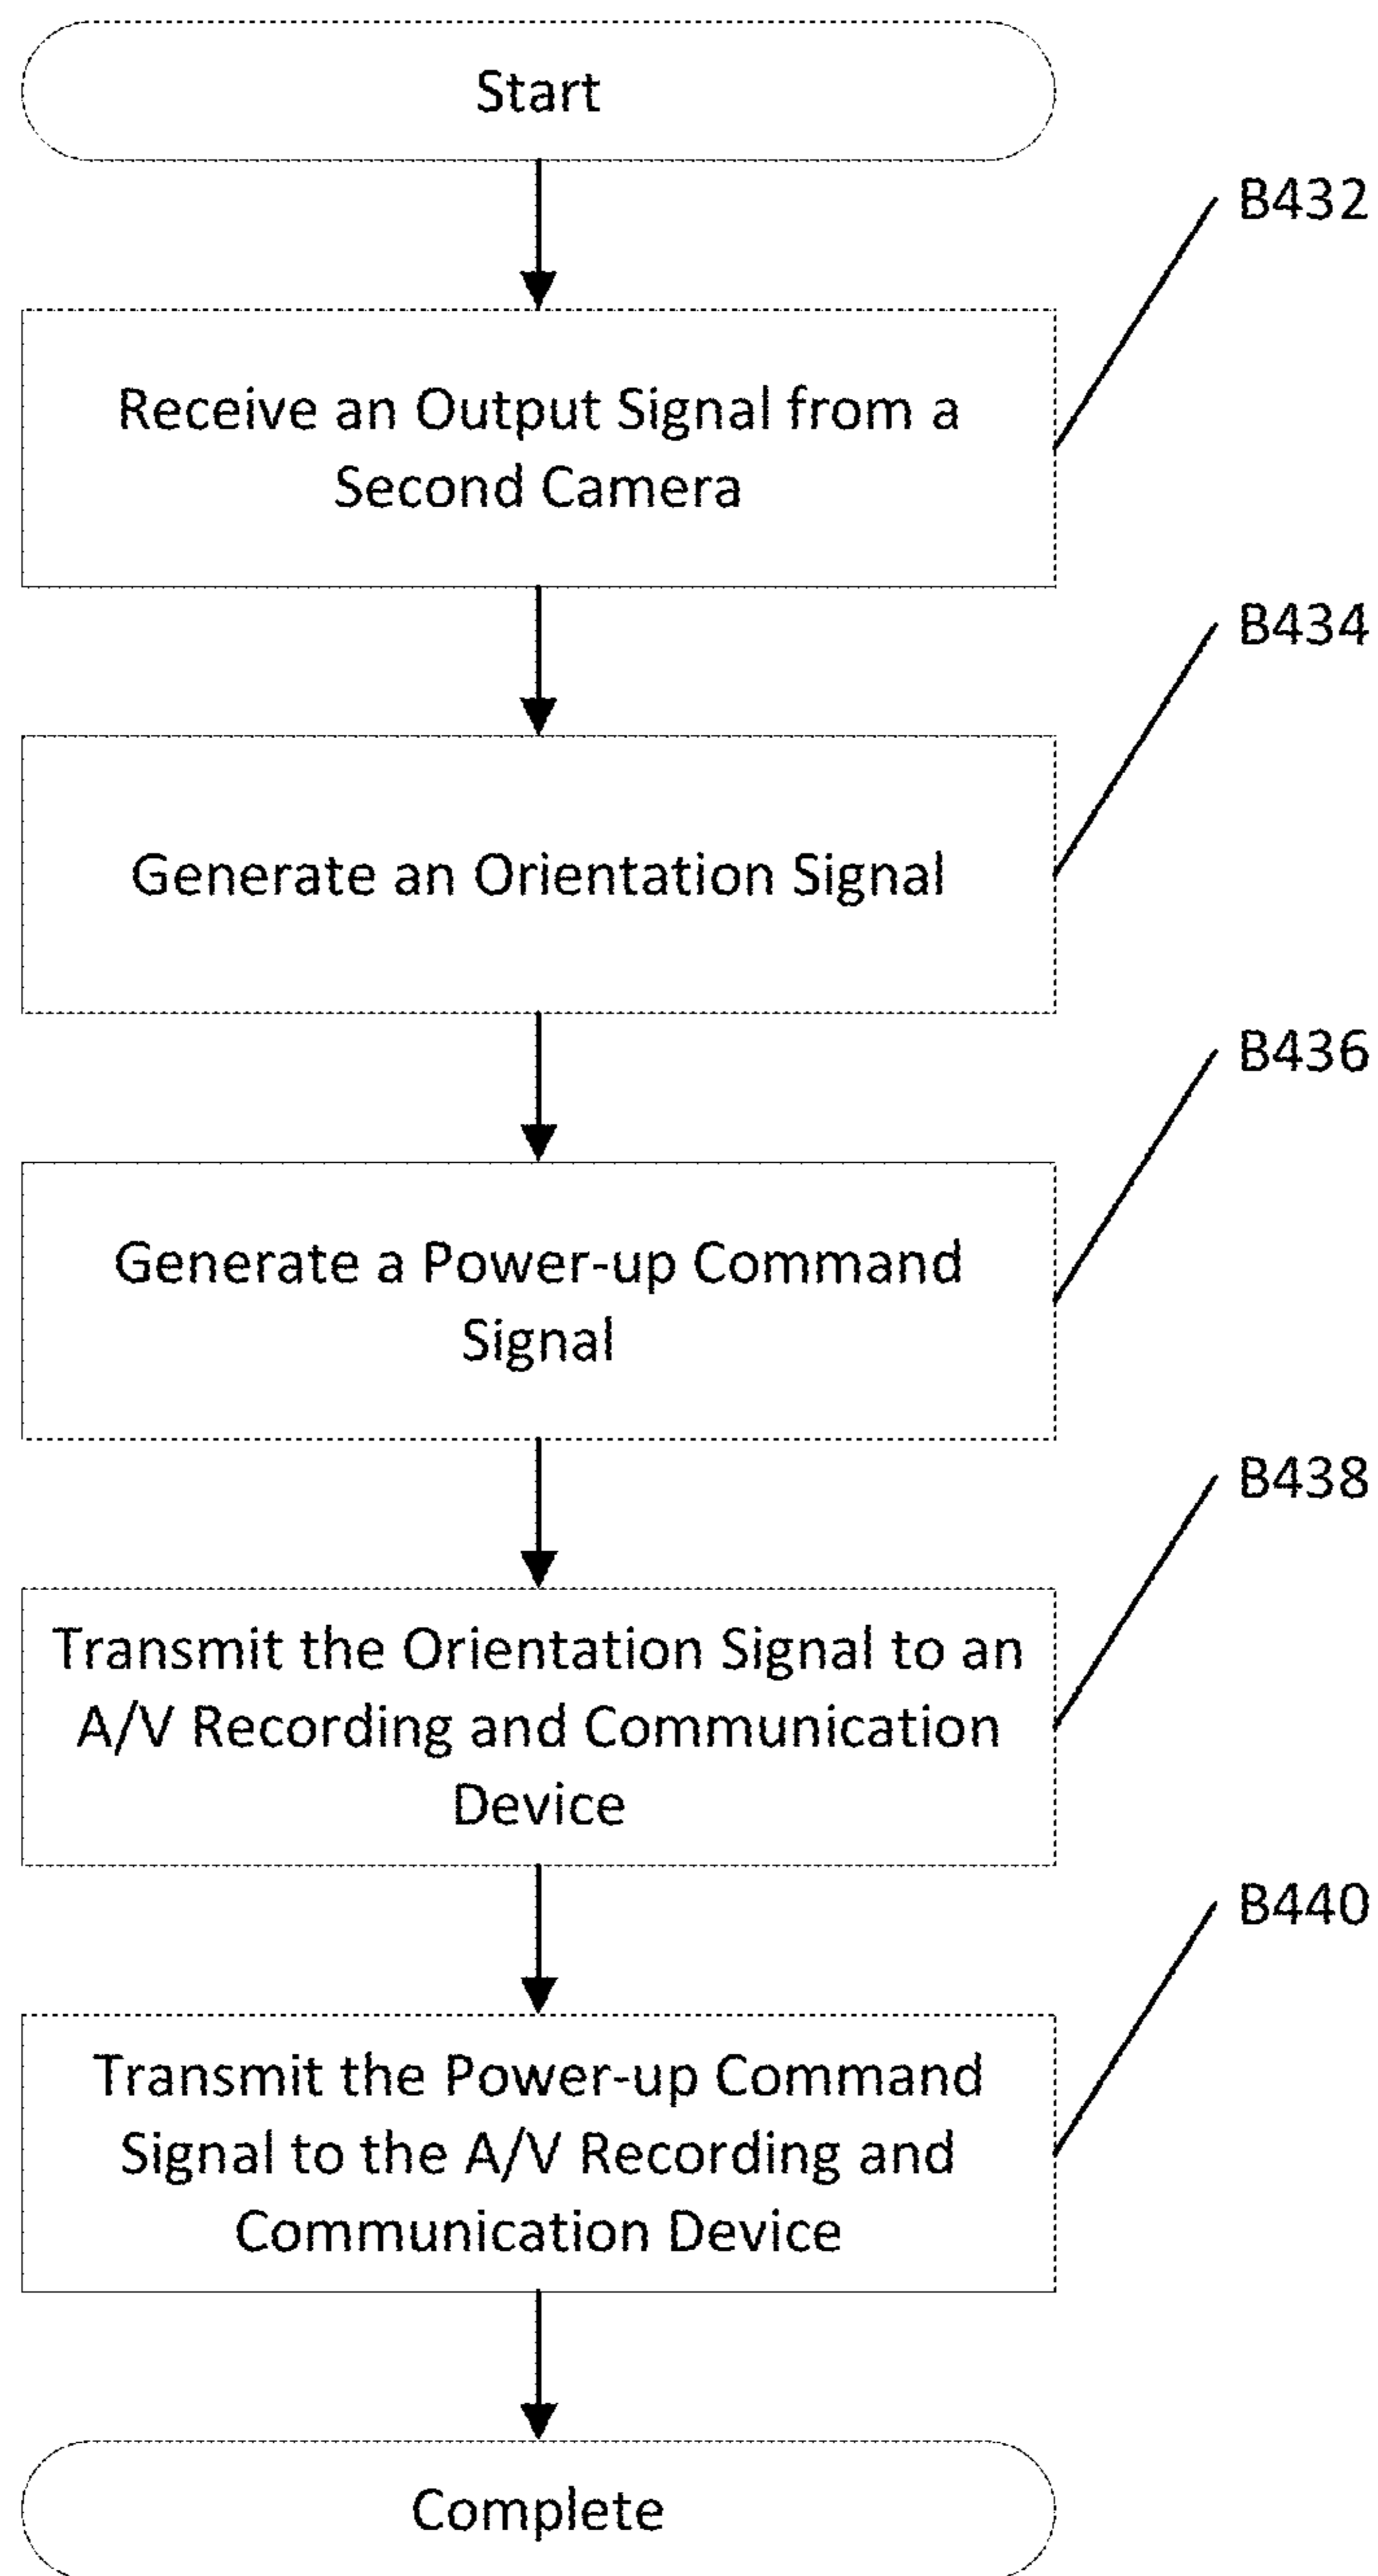 Start
B432
Receive an Output Signal from a
Second Camera
B434
Generate an Orientation Signal
B436
Generate a Power-up Command
Signal
B438
Transmit the Orientation Signal to an
A/V Recording and Communication
Device
B440
Transmit the Power-up Command
Signal to the A/V Recording and
Communication Device
Complete